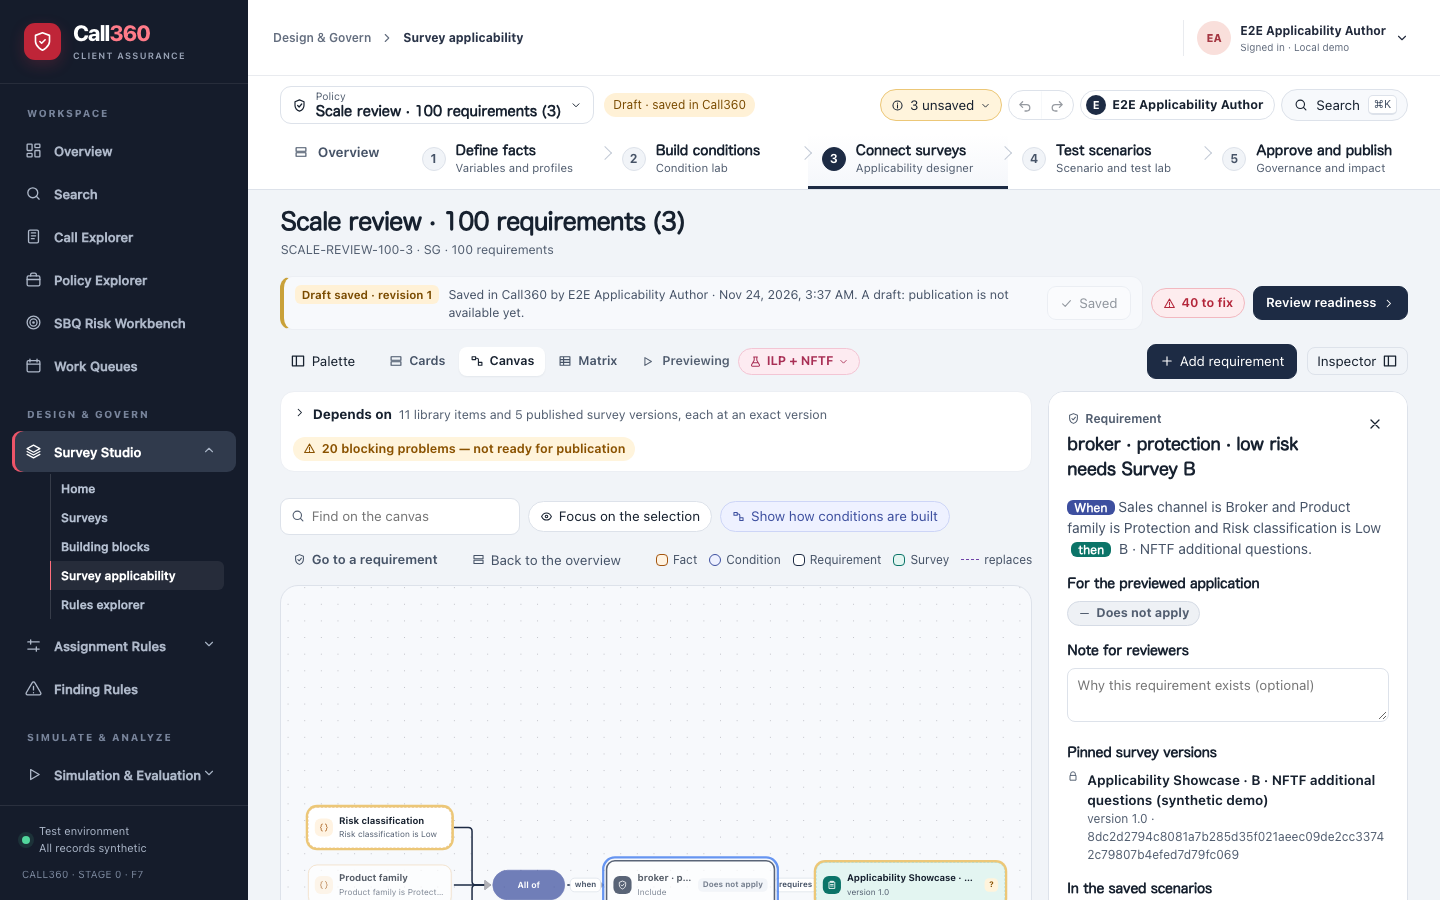 Call360
CLIENT ASSURANCE
WORKSPACE
Overview
Search
Call Explorer
Policy Explorer
SBQ Risk Workbench
Work Queues
DESIGN & GOVERN
Survey Studio
Home
Surveys
Building blocks
Survey applicability
Rules explorer
Assignment Rules
Finding Rules
SIMULATE & ANALYZE
Simulation & Evaluation
Test environment
All records synthetic
CALL360 · STAGE 0 · F7
Design & Govern > Survey applicability
EA
E2E Applicability Author
Signed in · Local demo
Policy
Scale review · 100 requirements (3)
Draft · saved in Call360
3 unsaved
E E2E Applicability Author
Search ⌘K
Overview
1 Define facts
Variables and profiles
2 Build conditions
Condition lab
3 Connect surveys
Applicability designer
4 Test scenarios
Scenario and test lab
5 Approve and publish
Governance and impact
Scale review · 100 requirements (3)
SCALE-REVIEW-100-3 · SG · 100 requirements
Draft saved · revision 1
Saved in Call360 by E2E Applicability Author · Nov 24, 2026, 3:37 AM. A draft: publication is not
available yet.
Saved
40 to fix
Review readiness
Palette
Cards
Canvas
Matrix
Previewing
ILP + NFTF
+ Add requirement
Inspector
Depends on 11 library items and 5 published survey versions, each at an exact version
20 blocking problems — not ready for publication
Find on the canvas
Focus on the selection
Show how conditions are built
Go to a requirement
Back to the overview
Fact
Condition
Requirement
Survey
---- replaces
Risk classification
Risk classification is Low
Product family
Product family is Protect...
All of
when
broker · p...
Include
Does not apply
requires
Applicability Showcase · ...
version 1.0
?
Requirement
broker · protection · low risk
needs Survey B
When Sales channel is Broker and Product
family is Protection and Risk classification is Low
then B · NFTF additional questions.
For the previewed application
— Does not apply
Note for reviewers
Why this requirement exists (optional)
Pinned survey versions
Applicability Showcase · B · NFTF additional
questions (synthetic demo)
version 1.0 ·
8dc2d2794c8081a7b285d35f021aeec09de2cc3374
2c79807b4efed7d79fc069
In the saved scenarios